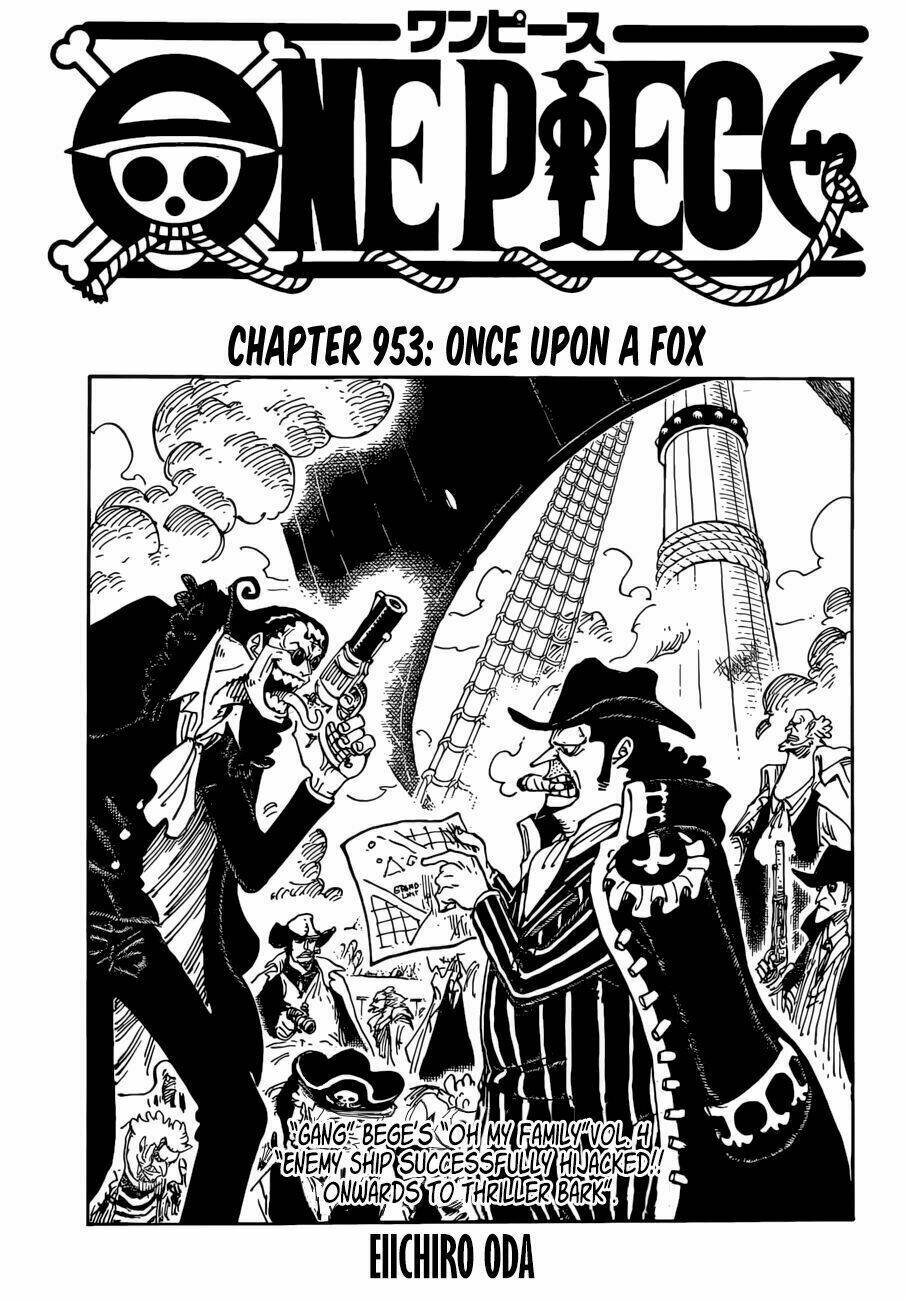 ワンピース
ONE PIECE
CHAPTER 953: ONCE UPON A FOX
GRAND
"GANG" BEGE'S "OH MY FAMILY" VOL. 4
"ENEMY SHIP SUCCESSFULLY HIJACKED!!
ONWARDS TO THRILLER BARK".
EIICHIRO ODA